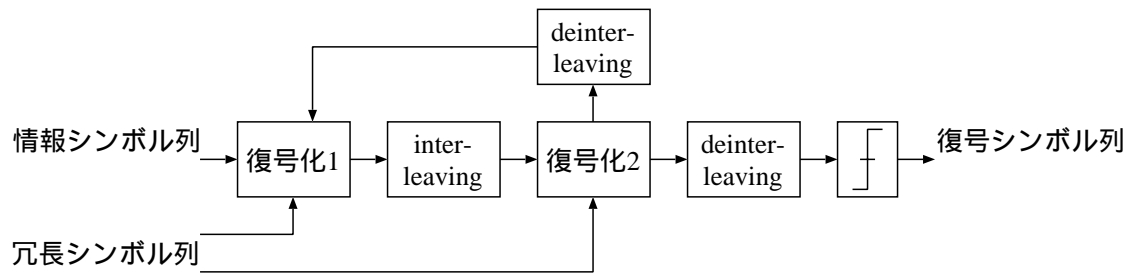 deinter-
leaving
情報シンボル列
復号化1
inter-
leaving
復号化2
deinter-
leaving
復号シンボル列
冗長シンボル列